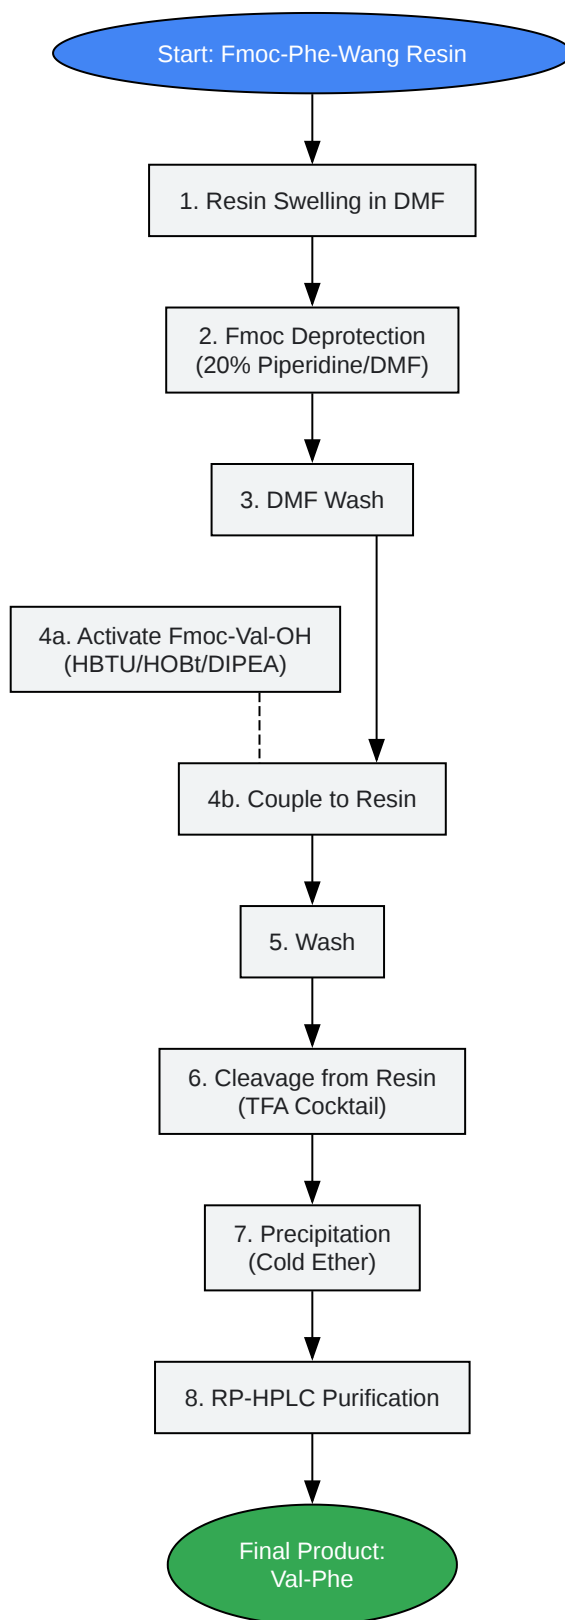 Start: Fmoc-Phe-Wang Resin
1. Resin Swelling in DMF
2. Fmoc Deprotection
(20% Piperidine/DMF)
3. DMF Wash
4a. Activate Fmoc-Val-OH
(HBTU/HOBt/DIPEA)
4b. Couple to Resin
5. Wash
6. Cleavage from Resin
(TFA Cocktail)
7. Precipitation
(Cold Ether)
8. RP-HPLC Purification
Final Product:
Val-Phe